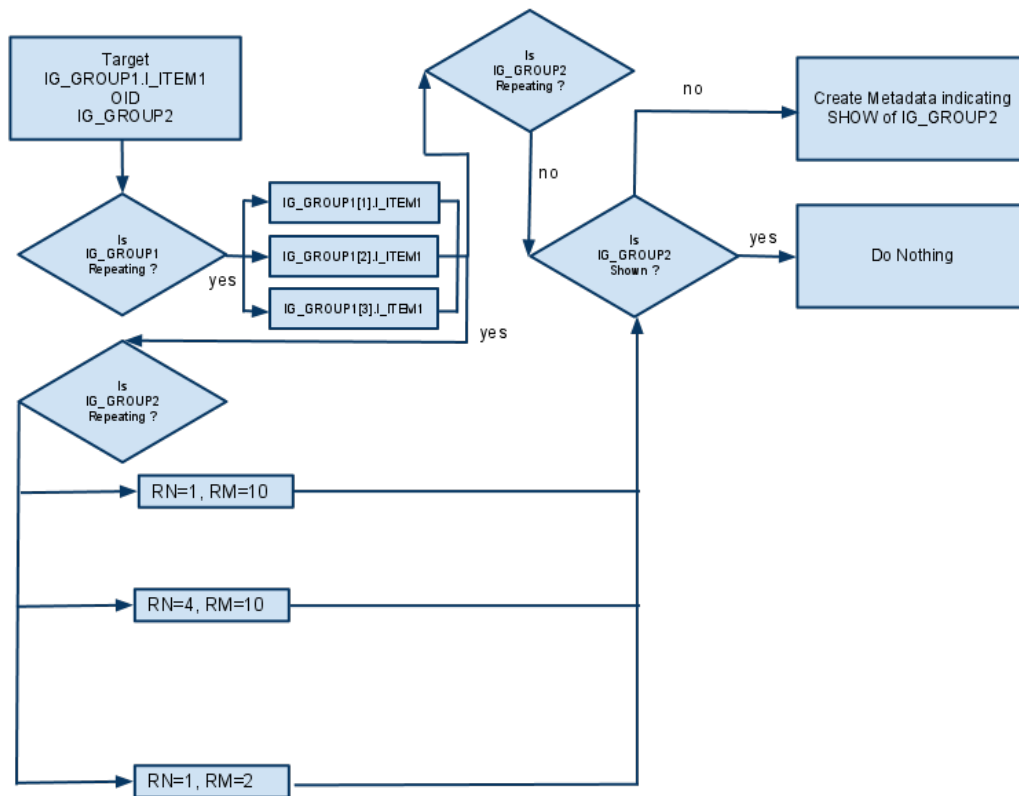 Target
IG_GROUP1.I_ITEM1
OID
IG_GROUP2
Is
IG_GROUP2
Repeating ?
no
Create Metadata indicating
SHOW of IG_GROUP2
Is
IG_GROUP1
Repeating ?
yes
IG_GROUP1[1].I_ITEM1
IG_GROUP1[2].I_ITEM1
IG_GROUP1[3].I_ITEM1
no
Is
IG_GROUP2
Shown ?
yes
Do Nothing
yes
Is
IG_GROUP2
Repeating ?
RN=1, RM=10
RN=4, RM=10
RN=1, RM=2